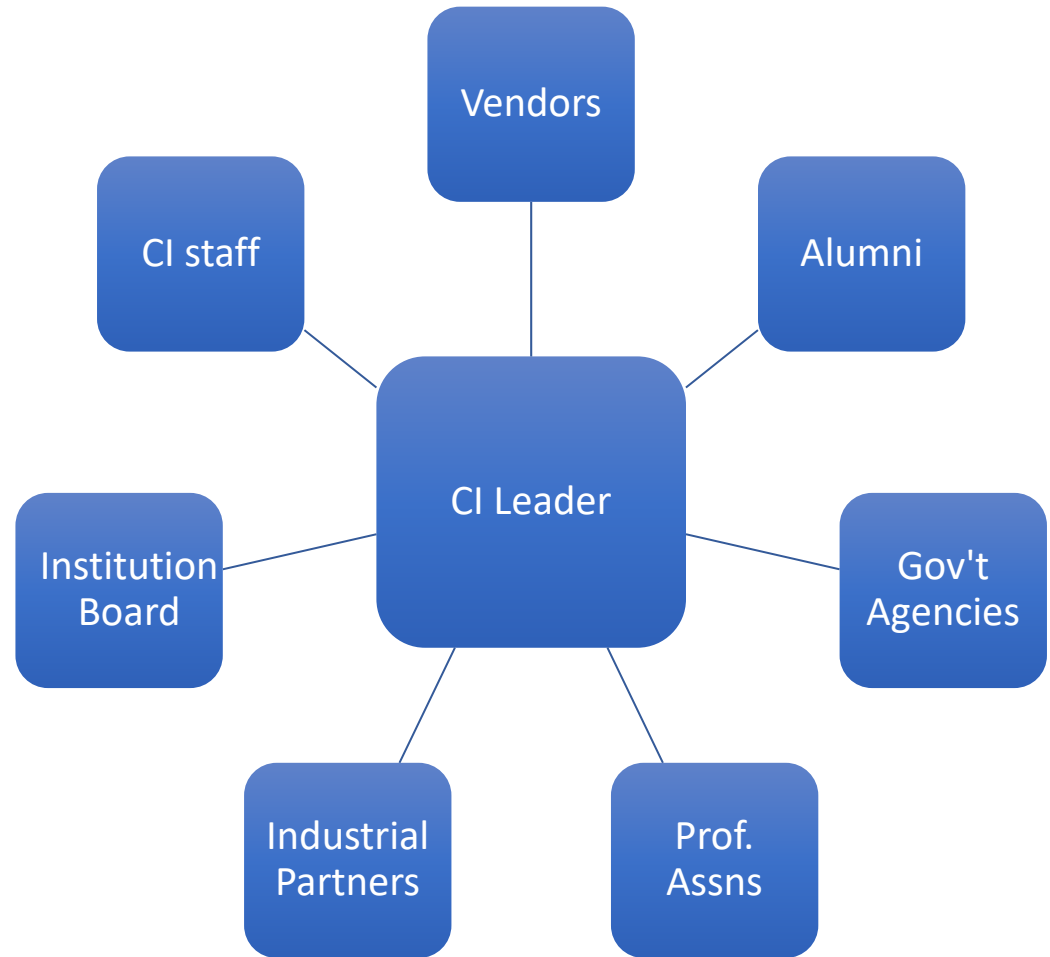 Vendors
CI staff
Alumni
CI Leader
Institution
Board
Gov't
Agencies
Industrial
Partners
Prof.
Assns